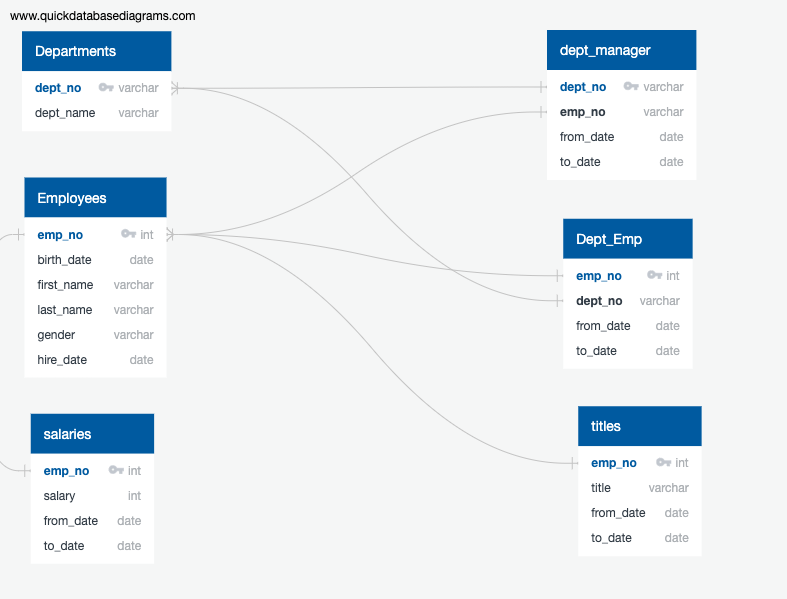 www.quickdatabasediagrams.com
Departments
dept_no varchar
dept_name varchar
Employees
emp_no int
birth_date date
first_name varchar
last_name varchar
gender varchar
hire_date date
salaries
emp_no int
salary int
from_date date
to_date date
dept_manager
dept_no varchar
emp_no varchar
from_date date
to_date date
Dept_Emp
emp_no int
dept_no varchar
from_date date
to_date date
titles
emp_no int
title varchar
from_date date
to_date date